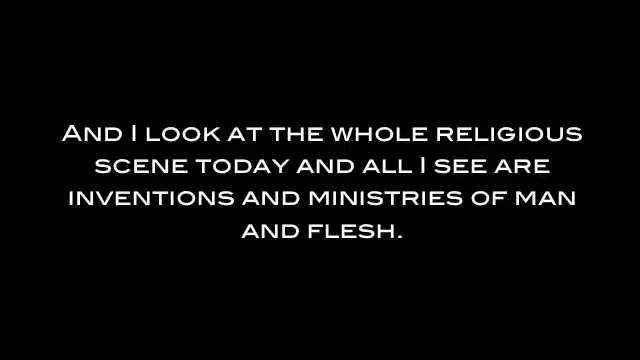 And I look at the whole religious
scene today and all I see are
inventions and ministries of man
and flesh.